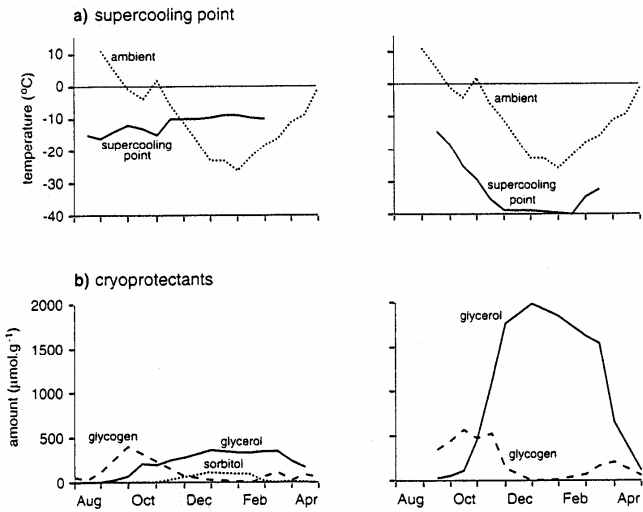 a) supercooling point
10
0
-10
-20
-30
-40
temperature (°C)
ambient
supercooling
point
ambient
supercooling
point
b) cryoprotectants
2000
1500
1000
500
0
amount (µmol.g⁻¹)
glycogen
glycerol
sorbitol
Aug Oct Dec Feb Apr
glycerol
glycogen
Aug Oct Dec Feb Apr